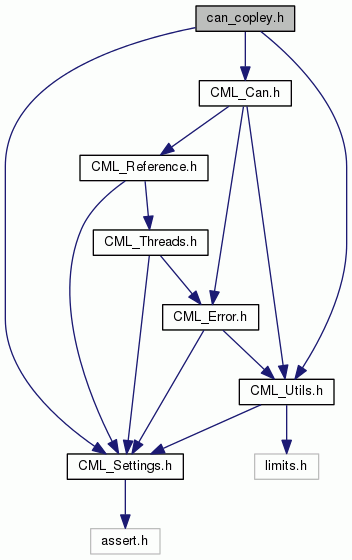 can_copley.h
CML_Can.h
CML_Reference.h
CML_Threads.h
CML_Error.h
CML_Utils.h
CML_Settings.h
limits.h
assert.h